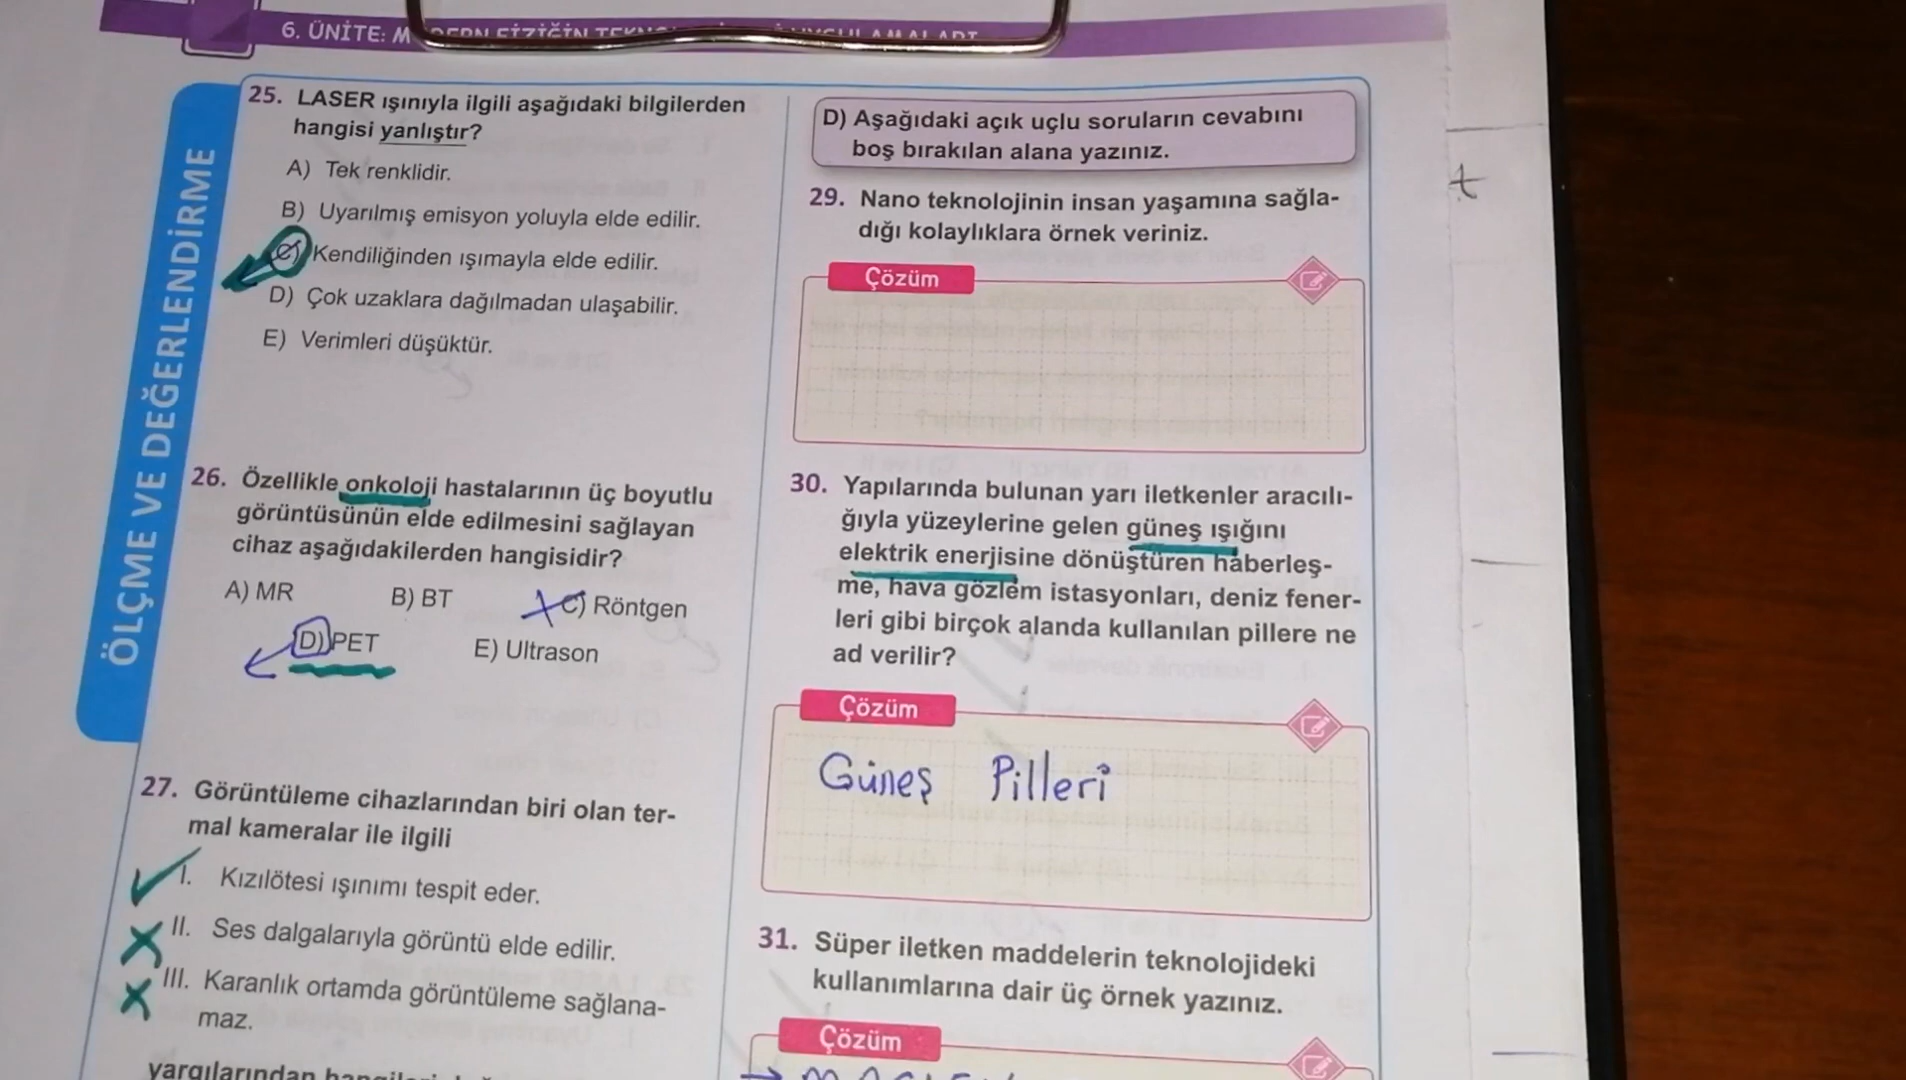 6. ÜNİTE: M
25. LASER ışınıyla ilgili aşağıdaki bilgilerden
hangisi yanlıştır?
A) Tek renklidir.
B) Uyarılmış emisyon yoluyla elde edilir.
C) Kendiliğinden ışımayla elde edilir.
D) Çok uzaklara dağılmadan ulaşabilir.
E) Verimleri düşüktür.
26. Özellikle onkoloji hastalarının üç boyutlu
görüntüsünün elde edilmesini sağlayan
cihaz aşağıdakilerden hangisidir?
A) MR B) BT C) Röntgen
D) PET E) Ultrason
27. Görüntüleme cihazlarından biri olan ter-
mal kameralar ile ilgili
I. Kızılötesi ışınımı tespit eder.
II. Ses dalgalarıyla görüntü elde edilir.
III. Karanlık ortamda görüntüleme sağlana-
maz.
yargılarından
ÖLÇME VE DEĞERLENDİRME
D) Aşağıdaki açık uçlu soruların cevabını
boş bırakılan alana yazınız.
29. Nano teknolojinin insan yaşamına sağla-
dığı kolaylıklara örnek veriniz.
Çözüm
30. Yapılarında bulunan yarı iletkenler aracılı-
ğıyla yüzeylerine gelen güneş ışığını
elektrik enerjisine dönüştüren haberleş-
me, hava gözlem istasyonları, deniz fener-
leri gibi birçok alanda kullanılan pillere ne
ad verilir?
Çözüm
Güneş Pilleri
31. Süper iletken maddelerin teknolojideki
kullanımlarına dair üç örnek yazınız.
Çözüm
t